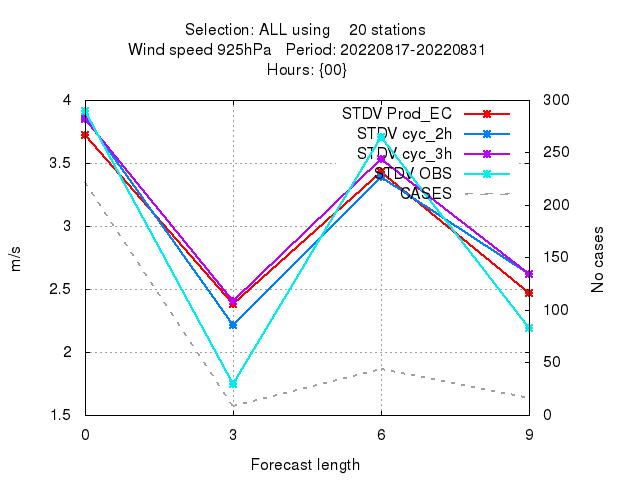 Selection: ALL using    20 stations
Wind speed 925hPa   Period: 20220817-20220831
Hours: {00}
4
3.5
3
2.5
2
1.5
300
250
200
150
100
50
0
STDV Prod_EC
STDV cyc_2h
STDV cyc_3h
STDV OBS
CASES
m/s
No cases
0
3
6
9
Forecast length